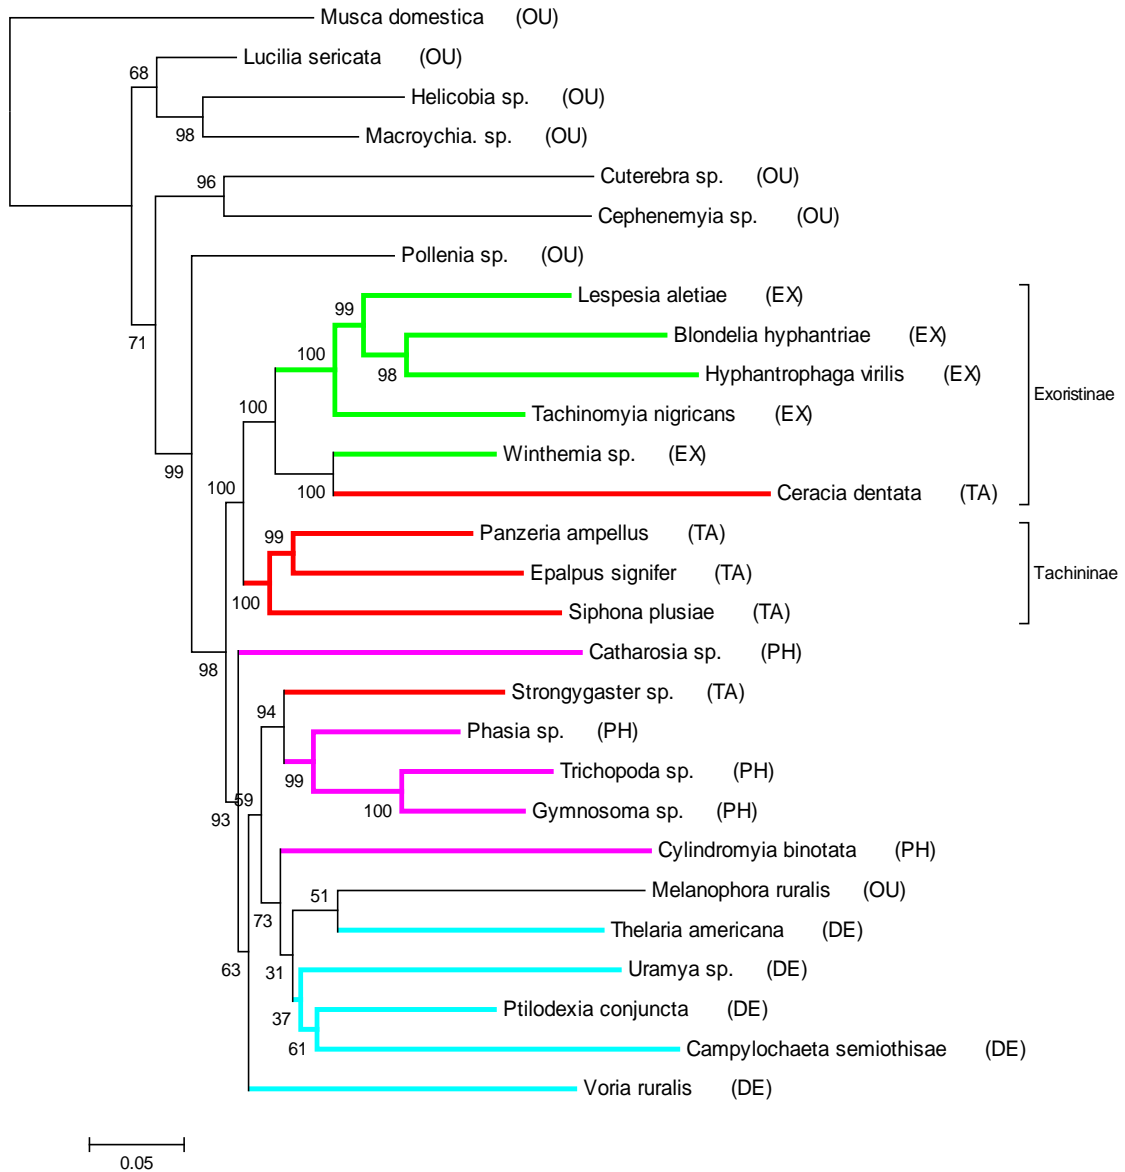 Musca domestica (OU)
Lucilia sericata (OU)
68
Helicobia sp. (OU)
98
Macroychia. sp. (OU)
96
Cuterebra sp. (OU)
Cephenemyia sp. (OU)
Pollenia sp. (OU)
71
Lespesia aletiae (EX)
99
Blondelia hyphantriae (EX)
100
98
Hyphantrophaga virilis (EX)
Exoristinae
100
Tachinomyia nigricans (EX)
99
Winthemia sp. (EX)
100
100
Ceracia dentata (TA)
99
Panzeria ampellus (TA)
Epalpus signifer (TA)
Tachininae
100
Siphona plusiae (TA)
98
Catharosia sp. (PH)
94
Strongygaster sp. (TA)
Phasia sp. (PH)
99
Trichopoda sp. (PH)
59
93
100
Gymnosoma sp. (PH)
Cylindromyia binotata (PH)
51
Melanophora ruralis (OU)
73
Thelaria americana (DE)
63
31
Uramya sp. (DE)
37
Ptilodexia conjuncta (DE)
61
Campylochaeta semiothisae (DE)
Voria ruralis (DE)
0.05